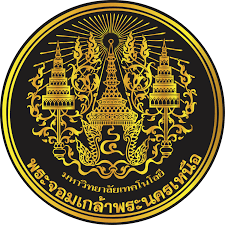 ๔
มหาวิทยาลัยเทคโนโลยี
พระจอมเกล้าพระนครเหนือ